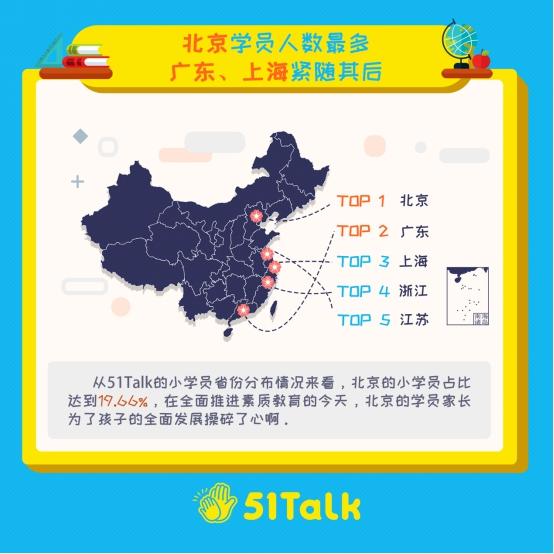 北京学员人数最多
广东、上海紧随其后
TOP 1 北京
TOP 2 广东
TOP 3 上海
TOP 4 浙江
TOP 5 江苏
南海诸岛
从51Talk的小学员省份分布情况来看，北京的小学员占比
达到19.66%，在全面推进素质教育的今天，北京的学员家长
为了孩子的全面发展操碎了心啊．
51Talk